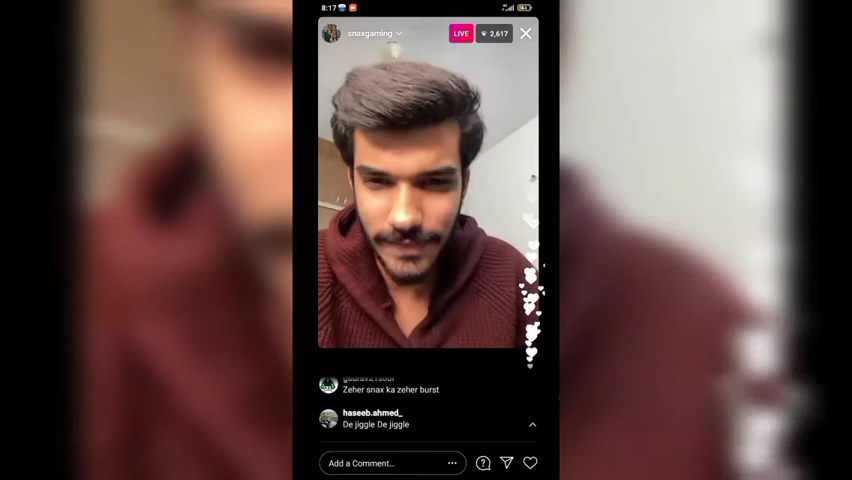 8:17
snaxgaming
LIVE
2,617
Zeher snax ka zeher burst
haseeb.ahmed_
De jiggle De jiggle
Add a Comment...